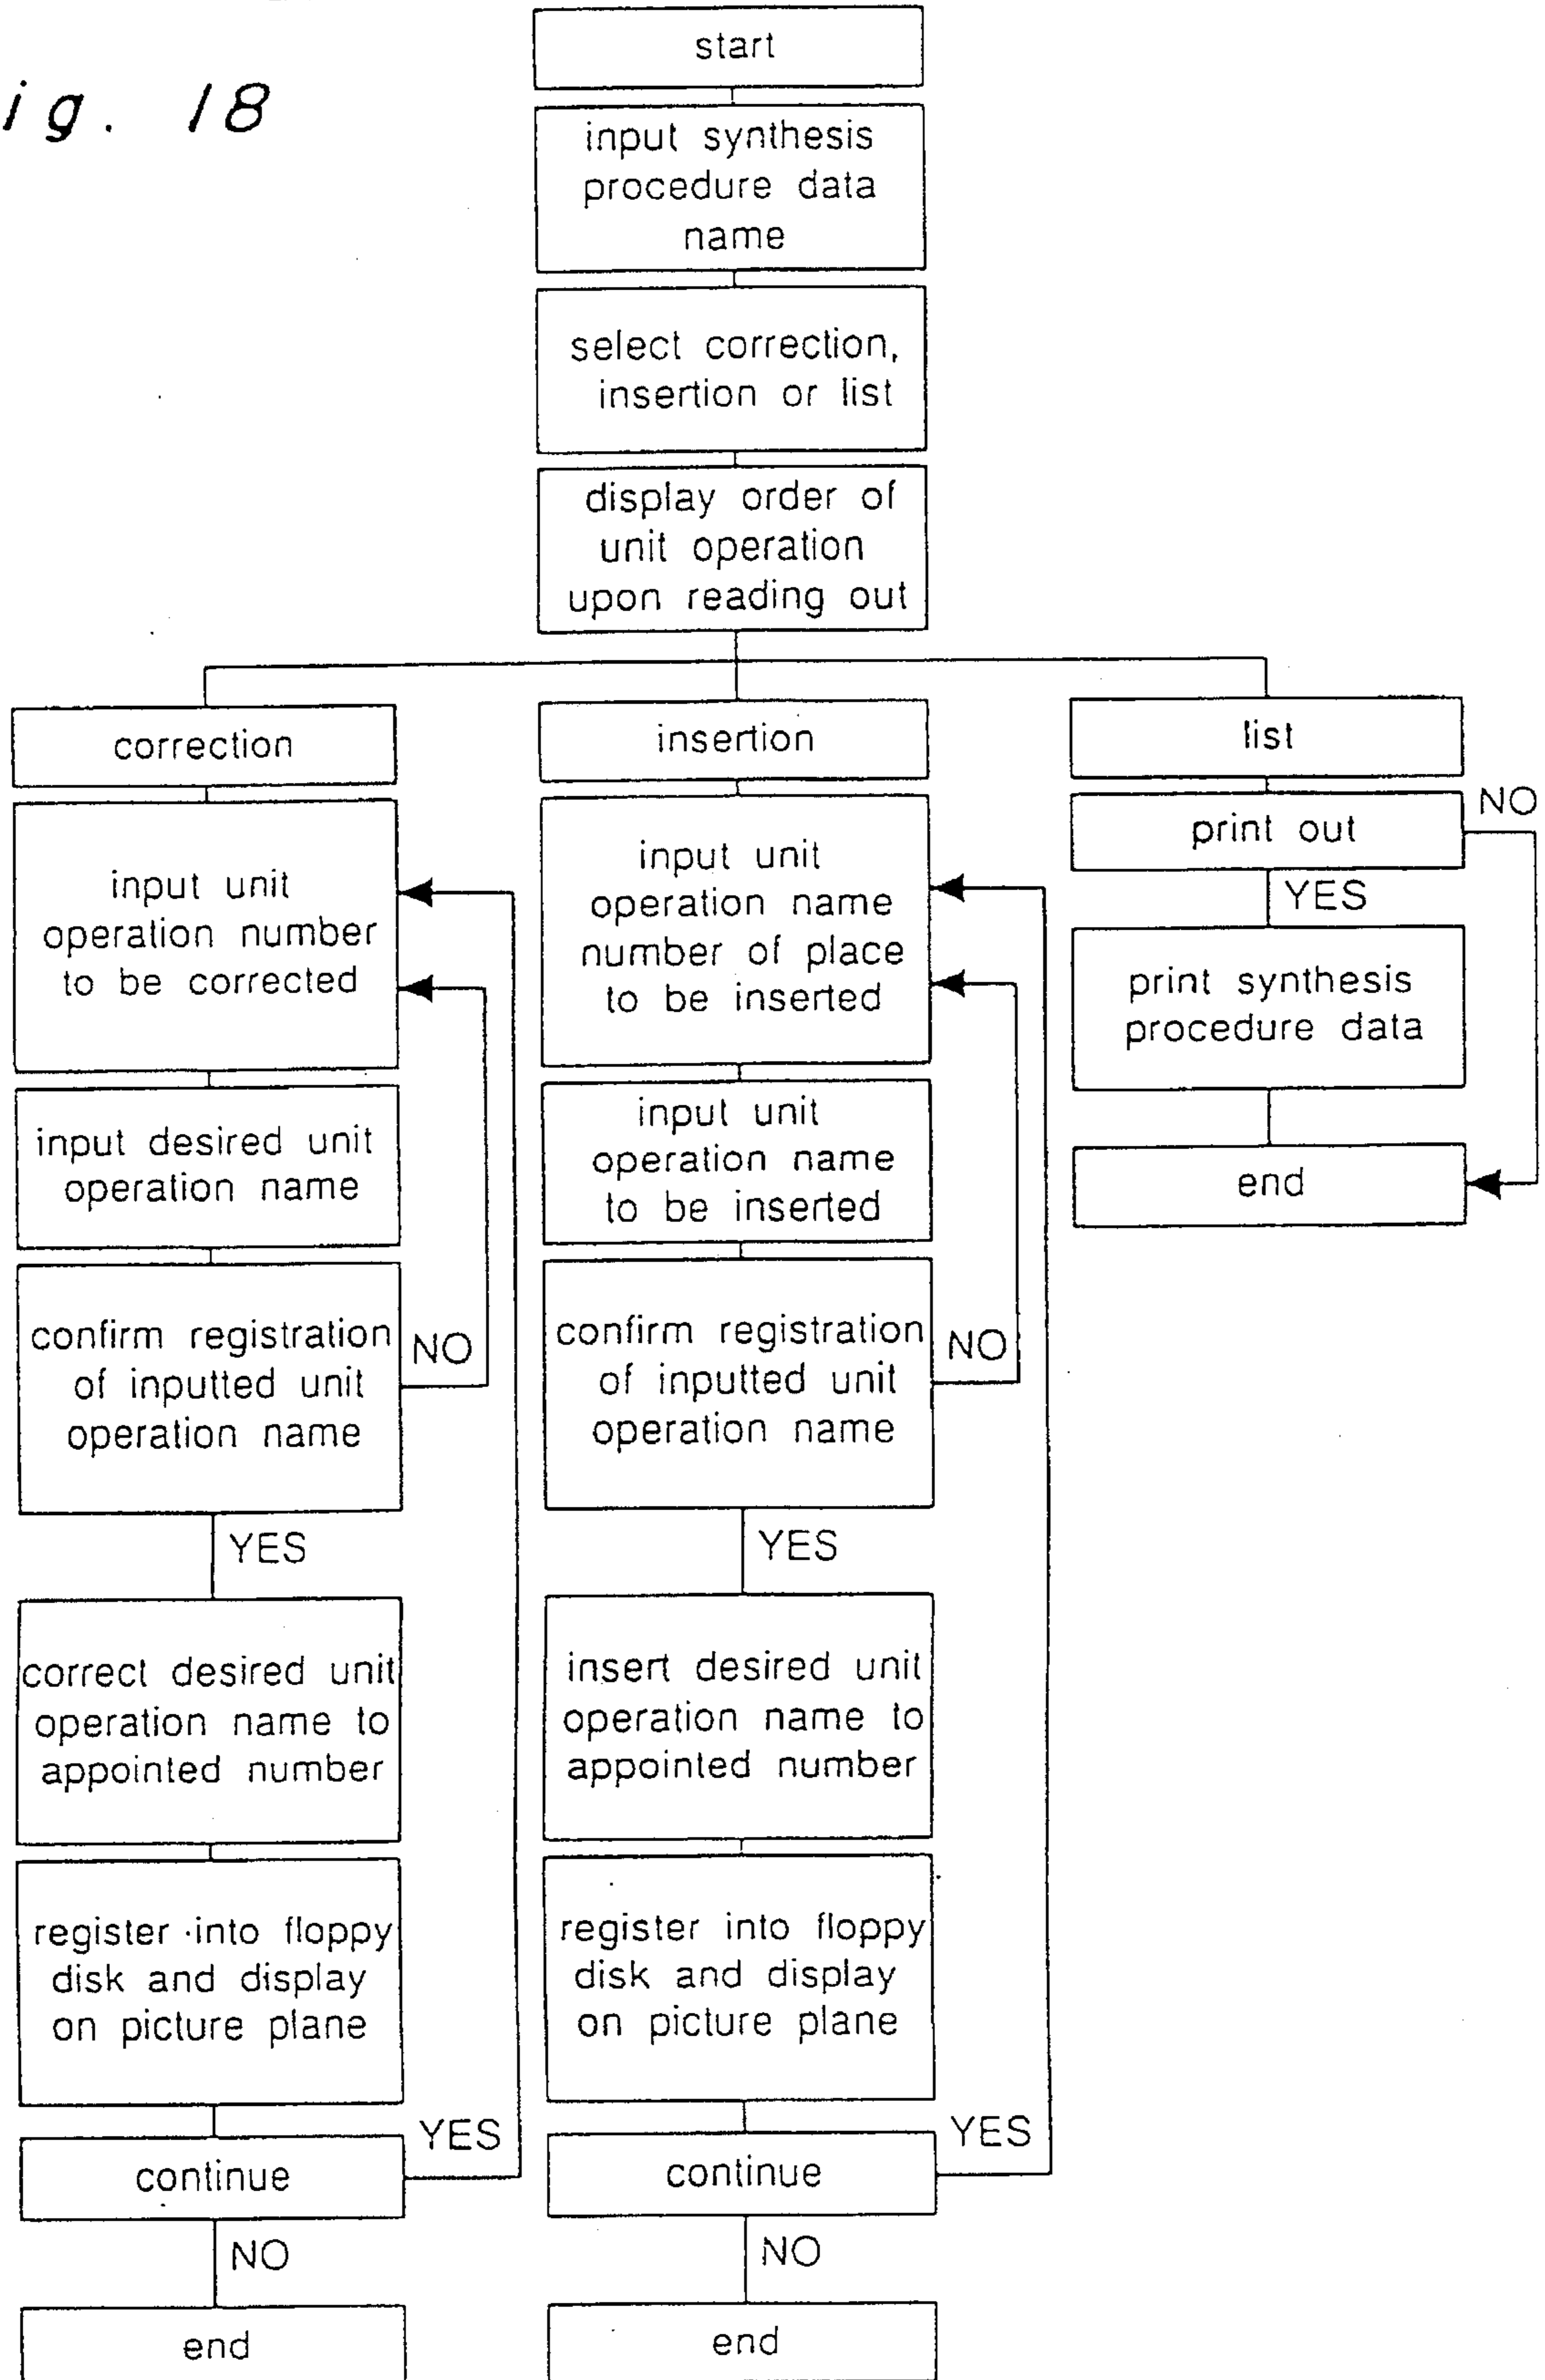 ig. 18
start
input synthesis
procedure data
name
select correction,
insertion or list
display order of
unit operation
upon reading out
correction
input unit
operation number
to be corrected
input desired unit
operation name
confirm registration
of inputted unit
operation name
NO
YES
correct desired unit
operation name to
appointed number
register into floppy
disk and display
on picture plane
continue
YES
NO
end
insertion
input unit
operation name
number of place
to be inserted
input unit
operation name
to be inserted
confirm registration
of inputted unit
operation name
NO
YES
insert desired unit
operation name to
appointed number
register into floppy
disk and display
on picture plane
continue
YES
NO
end
list
print out
NO
YES
print synthesis
procedure data
end